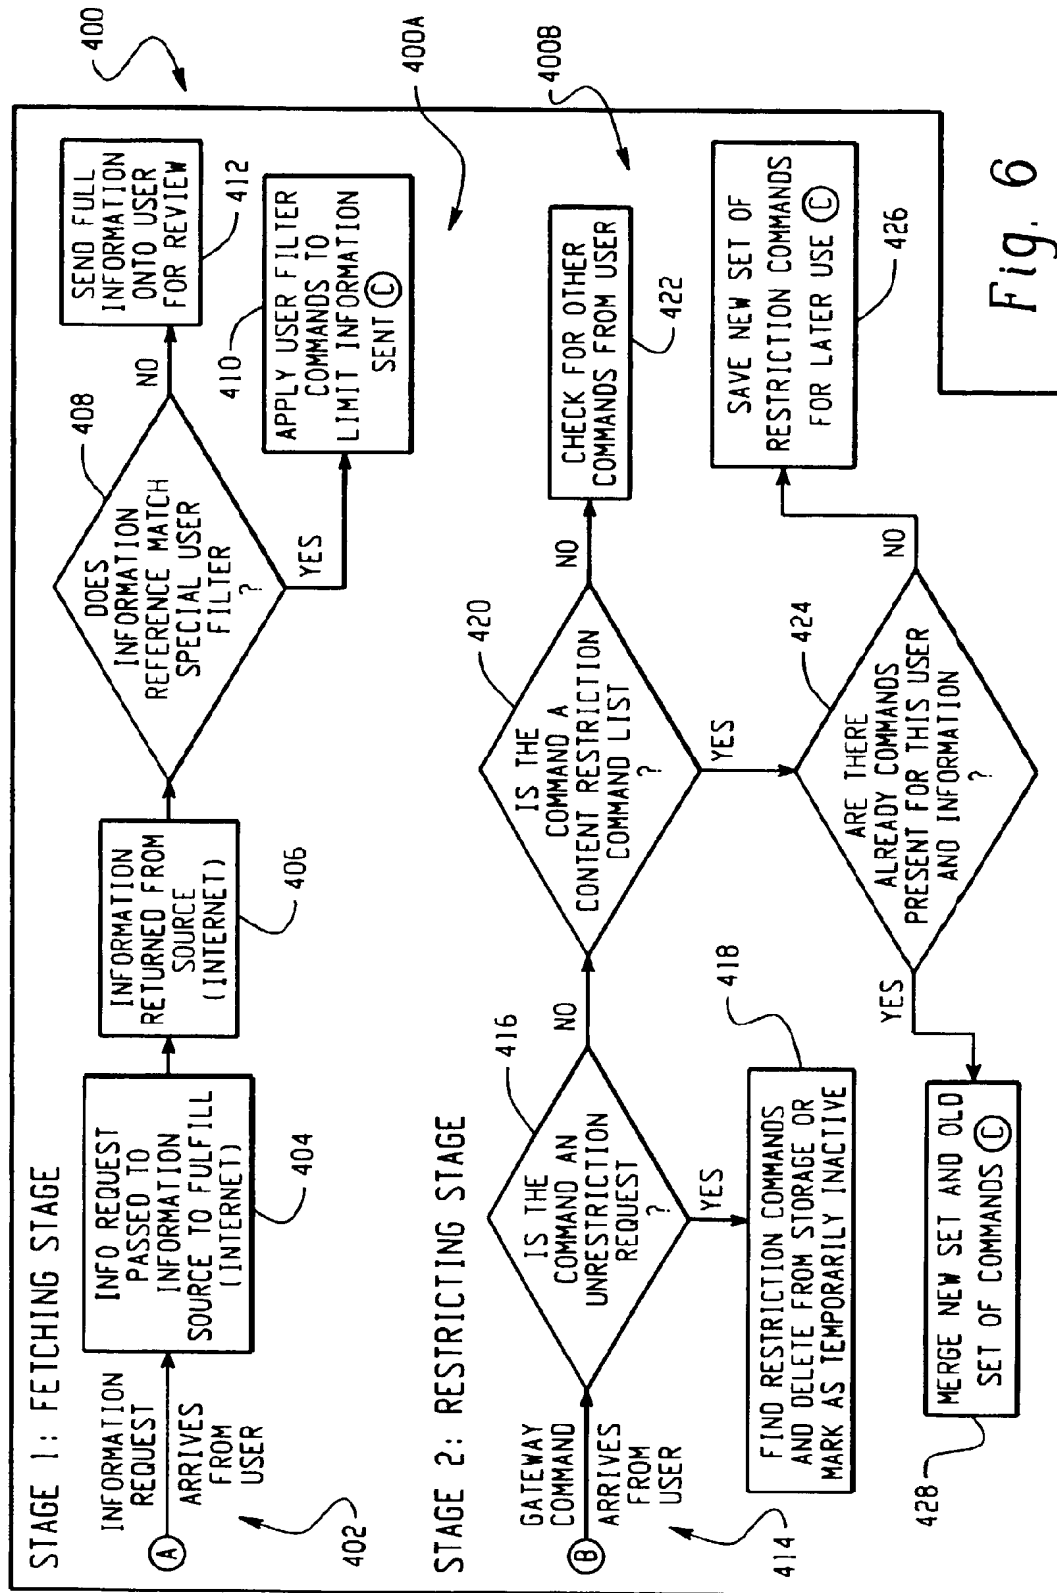 400
STAGE 1: FETCHING STAGE
INFORMATION
REQUEST
A
ARRIVES
FROM
USER
402
INFO REQUEST
PASSED TO
INFORMATION
SOURCE TO FULFILL
(INTERNET)
404
INFORMATION
RETURNED FROM
SOURCE
(INTERNET)
406
DOES
INFORMATION
REFERENCE MATCH
SPECIAL USER
FILTER
?
408
NO
SEND FULL
INFORMATION
ONTO USER
FOR REVIEW
412
YES
410
APPLY USER FILTER
COMMANDS TO
LIMIT INFORMATION
SENT C
400A
STAGE 2: RESTRICTING STAGE
GATEWAY
COMMAND
B
ARRIVES
FROM
USER
414
IS THE
COMMAND AN
UNRESTRICTION
REQUEST
?
416
YES
FIND RESTRICTION COMMANDS
AND DELETE FROM STORAGE OR
MARK AS TEMPORARILY INACTIVE
418
NO
IS THE
COMMAND A
CONTENT RESTRICTION
COMMAND LIST
?
420
NO
CHECK FOR OTHER
COMMANDS FROM USER
422
400B
YES
ARE THERE
ALREADY COMMANDS
PRESENT FOR THIS USER
AND INFORMATION
?
424
NO
SAVE NEW SET OF
RESTRICTION COMMANDS
FOR LATER USE C
426
YES
MERGE NEW SET AND OLD
SET OF COMMANDS C
428
Fig. 6